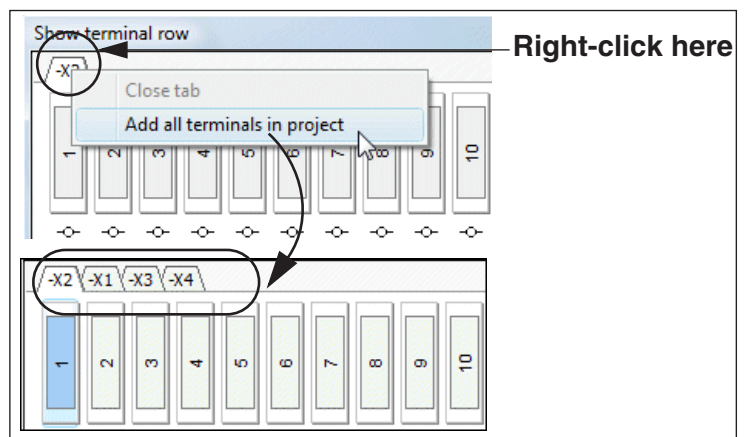 Show terminal row
Right-click here
-X2
Close tab
Add all terminals in project
1 2 3 4 5 6 7 8 9 10
-X2 -X1 -X3 -X4
1 2 3 4 5 6 7 8 9 10